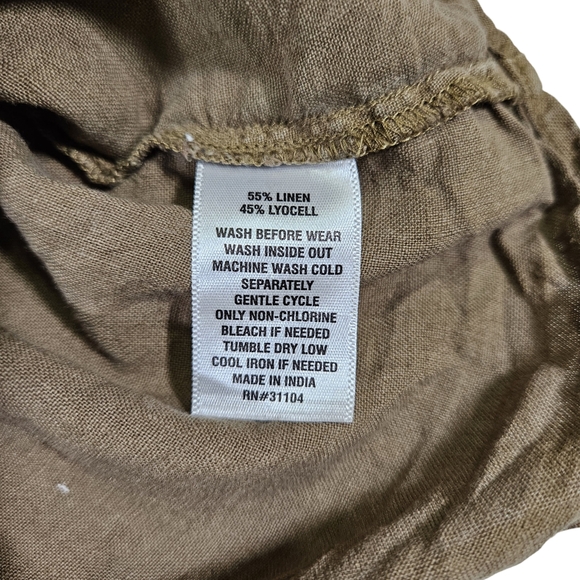 55% LINEN
45% LYOCELL
WASH BEFORE WEAR
WASH INSIDE OUT
MACHINE WASH COLD
SEPARATELY
GENTLE CYCLE
ONLY NON-CHLORINE
BLEACH IF NEEDED
TUMBLE DRY LOW
COOL IRON IF NEEDED
MADE IN INDIA
RN#31104